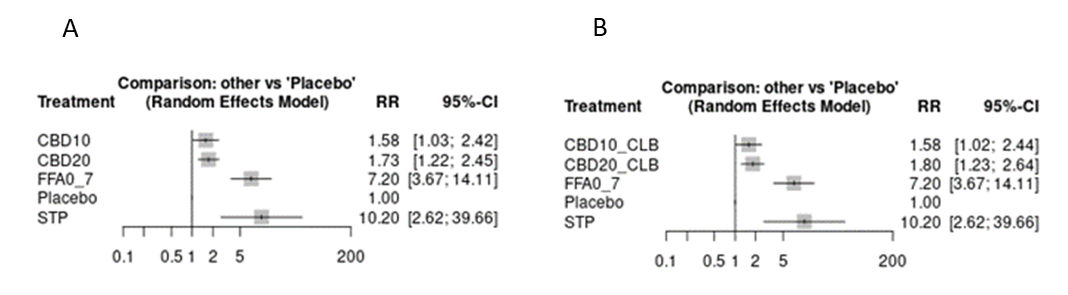 A
Comparison: other vs 'Placebo'
Treatment (Random Effects Model) RR 95%-CI
CBD10 1.58 [1.03; 2.42]
CBD20 1.73 [1.22; 2.45]
FFA0_7 7.20 [3.67; 14.11]
Placebo 1.00
STP 10.20 [2.62; 39.66]
0.1 0.5 1 2 5 200
B
Comparison: other vs 'Placebo'
Treatment (Random Effects Model) RR 95%-CI
CBD10_CLB 1.58 [1.02; 2.44]
CBD20_CLB 1.80 [1.23; 2.64]
FFA0_7 7.20 [3.67; 14.11]
Placebo 1.00
STP 10.20 [2.62; 39.66]
0.1 0.5 1 2 5 200